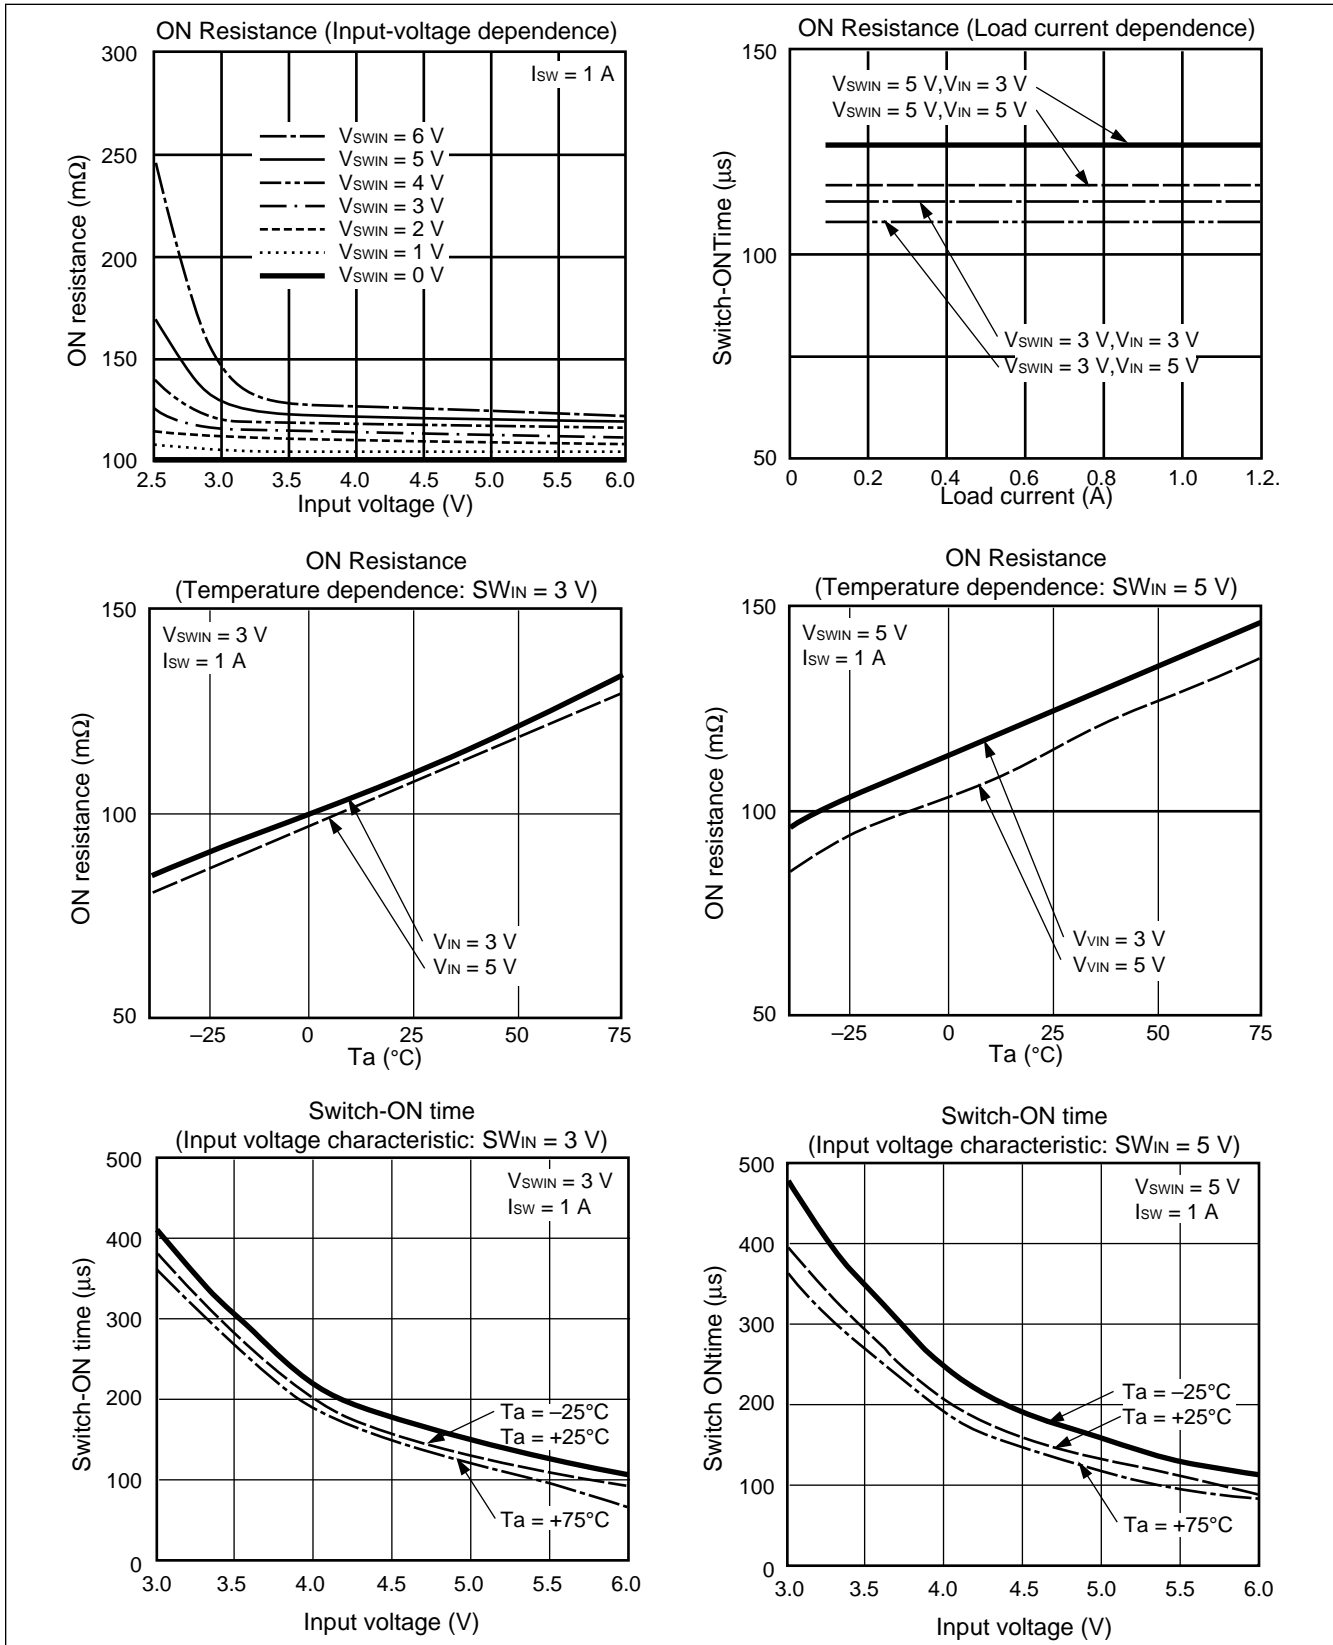 ON Resistance (Input-voltage dependence)
300
250
200
150
100
ON resistance (mΩ)
ISW = 1 A
VSWIN = 6 V
VSWIN = 5 V
VSWIN = 4 V
VSWIN = 3 V
VSWIN = 2 V
VSWIN = 1 V
VSWIN = 0 V
2.5 3.0 3.5 4.0 4.5 5.0 5.5 6.0
Input voltage (V)
ON Resistance (Load current dependence)
150
100
50
Switch-ONTime (µs)
VSWIN = 5 V,VIN = 3 V
VSWIN = 5 V,VIN = 5 V
VSWIN = 3 V,VIN = 3 V
VSWIN = 3 V,VIN = 5 V
0 0.2 0.4 0.6 0.8 1.0 1.2.
Load current (A)
ON Resistance
(Temperature dependence: SWIN = 3 V)
150
100
50
ON resistance (mΩ)
VSWIN = 3 V
ISW = 1 A
VIN = 3 V
VIN = 5 V
–25 0 25 50 75
Ta (°C)
ON Resistance
(Temperature dependence: SWIN = 5 V)
150
100
50
ON resistance (mΩ)
VSWIN = 5 V
ISW = 1 A
VVIN = 3 V
VVIN = 5 V
–25 0 25 50 75
Ta (°C)
Switch-ON time
(Input voltage characteristic: SWIN = 3 V)
500
400
300
200
100
0
Switch-ON time (µs)
VSWIN = 3 V
ISW = 1 A
Ta = –25°C
Ta = +25°C
Ta = +75°C
3.0 3.5 4.0 4.5 5.0 5.5 6.0
Input voltage (V)
Switch-ON time
(Input voltage characteristic: SWIN = 5 V)
500
400
300
200
100
0
Switch ONtime (µs)
VSWIN = 5 V
ISW = 1 A
Ta = –25°C
Ta = +25°C
Ta = +75°C
3.0 3.5 4.0 4.5 5.0 5.5 6.0
Input voltage (V)